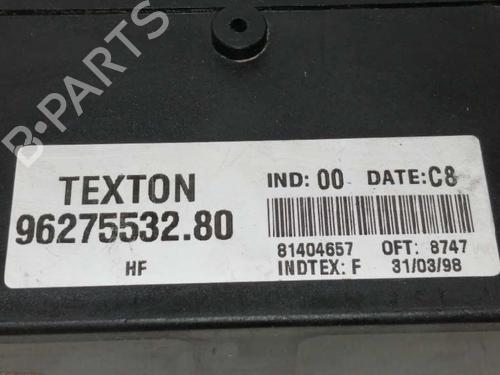 B-PARTS
TEXTON
96275532.80
HF
IND: 00 DATE: C8
81404657 OFT: 8747
INDTEX: F 31/03/98